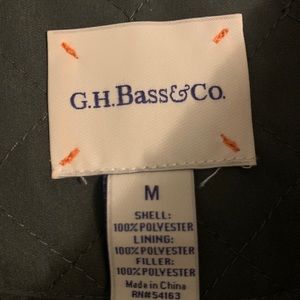 G.H.Bass&Co.
M
SHELL:
100% POLYESTER
LINING:
100% POLYESTER
FILLER:
100% POLYESTER
Made in China
RN#54163